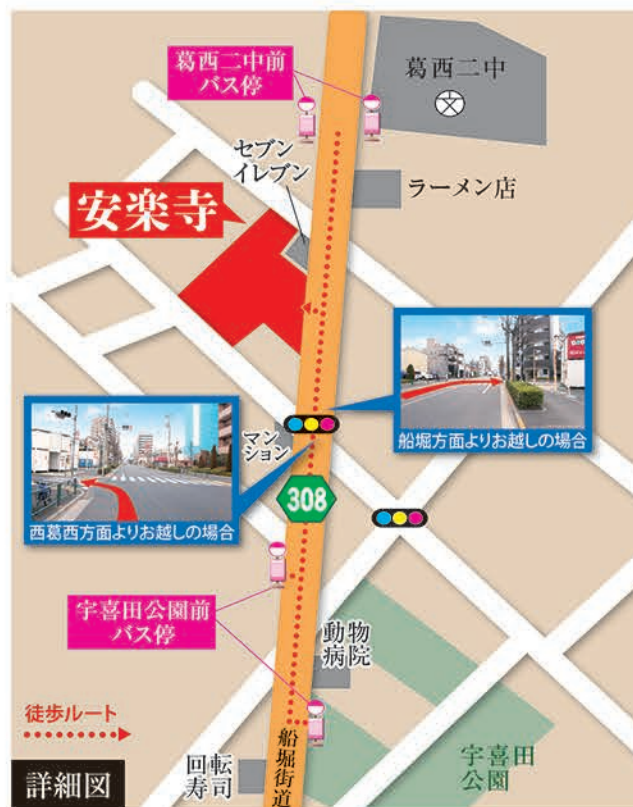 葛西二中前
バス停
葛西二中
セブン
イレブン
ラーメン店
安楽寺
船堀方面よりお越しの場合
マン
ション
西葛西方面よりお越しの場合
308
宇喜田公園前
バス停
動物
病院
徒歩ルート
船堀街道
宇喜田
公園
回転
寿司
詳細図